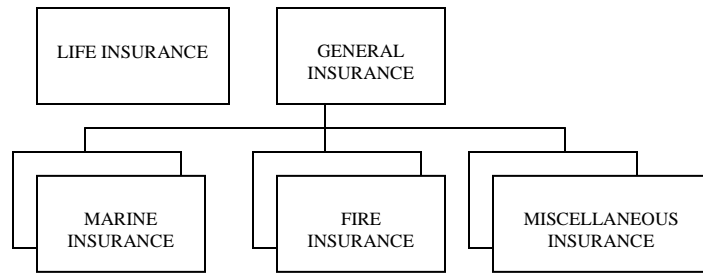 LIFE INSURANCE
GENERAL
INSURANCE
MARINE
INSURANCE
FIRE
INSURANCE
MISCELLANEOUS
INSURANCE